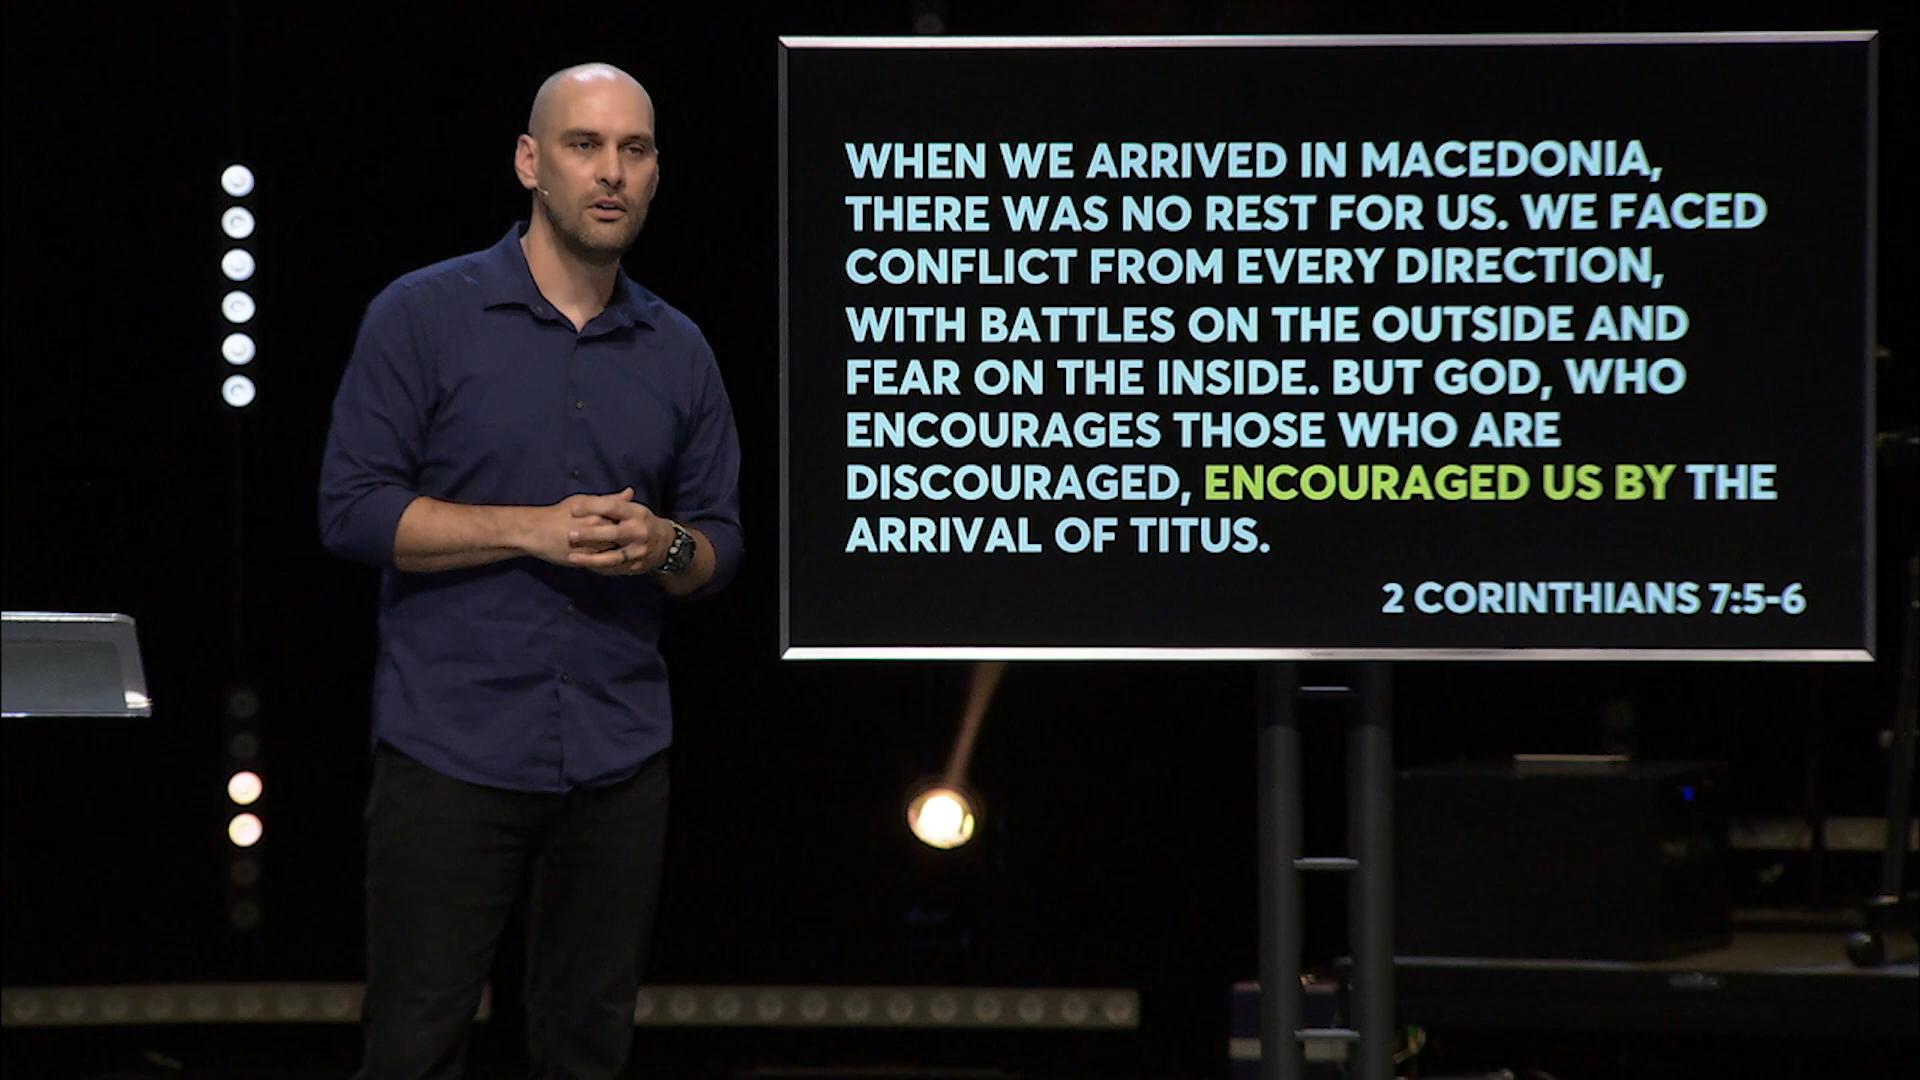 WHEN WE ARRIVED IN MACEDONIA,
THERE WAS NO REST FOR US. WE FACED
CONFLICT FROM EVERY DIRECTION,
WITH BATTLES ON THE OUTSIDE AND
FEAR ON THE INSIDE. BUT GOD, WHO
ENCOURAGES THOSE WHO ARE
DISCOURAGED, ENCOURAGED US BY THE
ARRIVAL OF TITUS.
2 CORINTHIANS 7:5-6